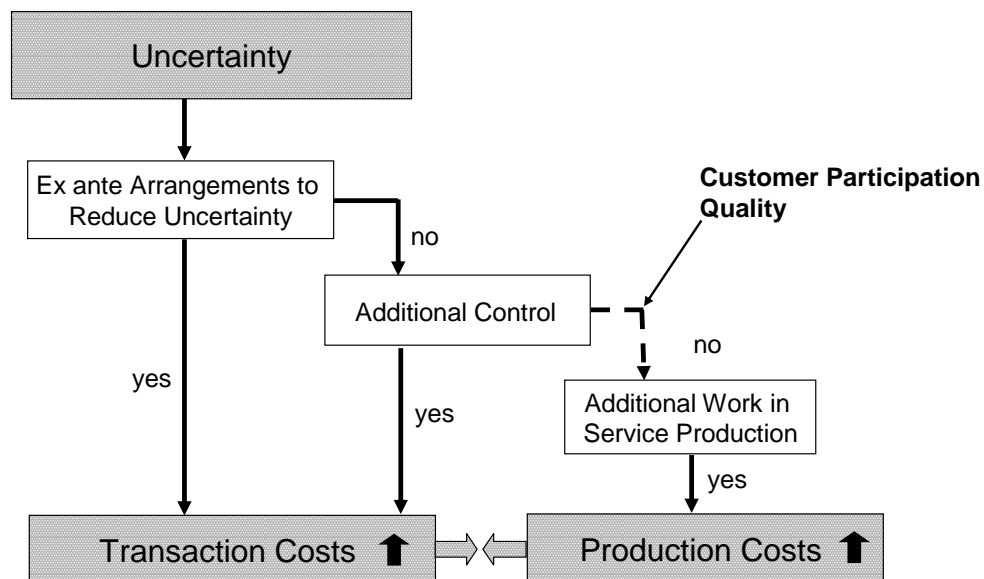 Uncertainty
Ex ante Arrangements to
Reduce Uncertainty
Customer Participation
Quality
no
Additional Control
no
yes
yes
Additional Work in
Service Production
yes
Transaction Costs
Production Costs